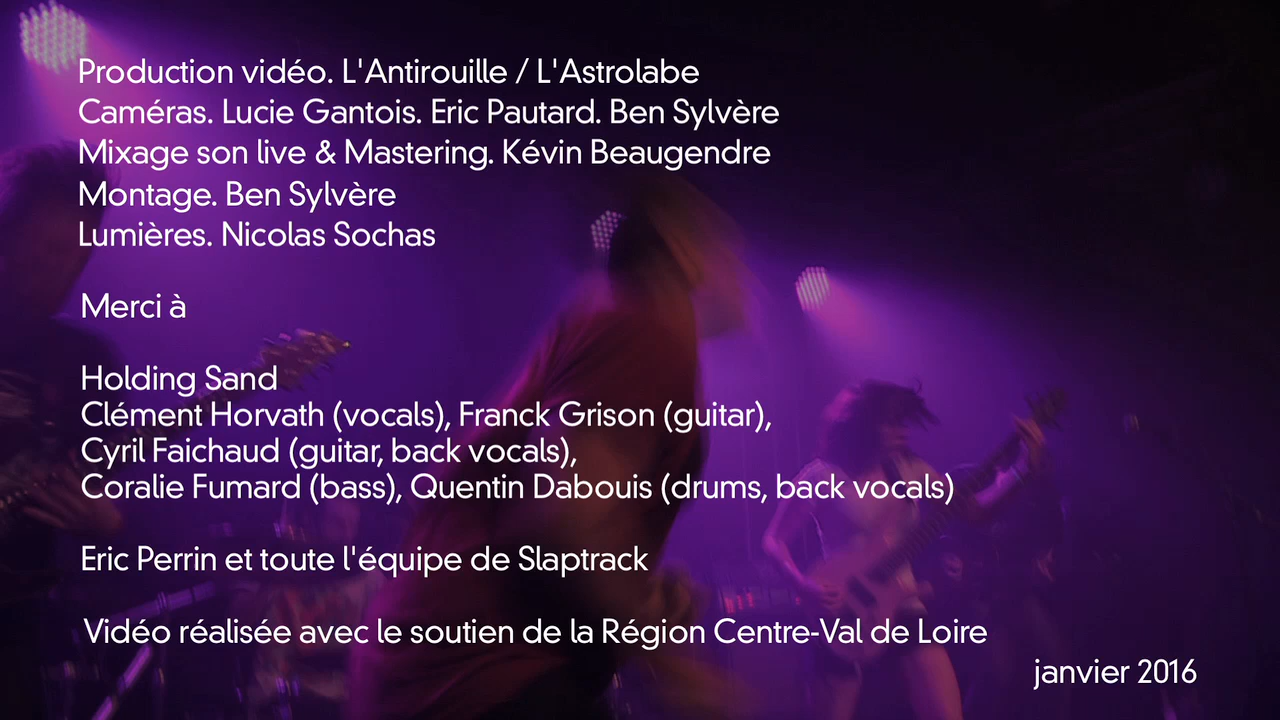 Production vidéo. L'Antirouille / L'Astrolabe
Caméras. Lucie Gantois. Eric Pautard. Ben Sylvère
Mixage son live & Mastering. Kévin Beaugendre
Montage. Ben Sylvère
Lumières. Nicolas Sochas
Merci à
Holding Sand
Clément Horvath (vocals), Franck Grison (guitar),
Cyril Faichaud (guitar, back vocals),
Coralie Fumard (bass), Quentin Dabouis (drums, back vocals)
Eric Perrin et toute l'équipe de Slaptrack
Vidéo réalisée avec le soutien de la Région Centre-Val de Loire
janvier 2016